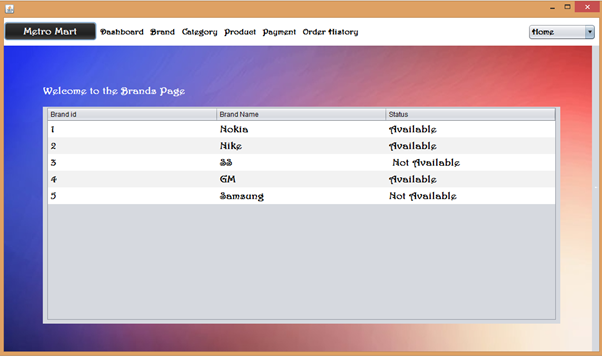 Metro Mart Dashboard Brand Category Product Payment Order History Home
Welcome to the Brands Page
Brand id Brand Name Status
1 Nokia Available
2 Nike Available
3 SS Not Available
4 GM Available
5 Samsung Not Available